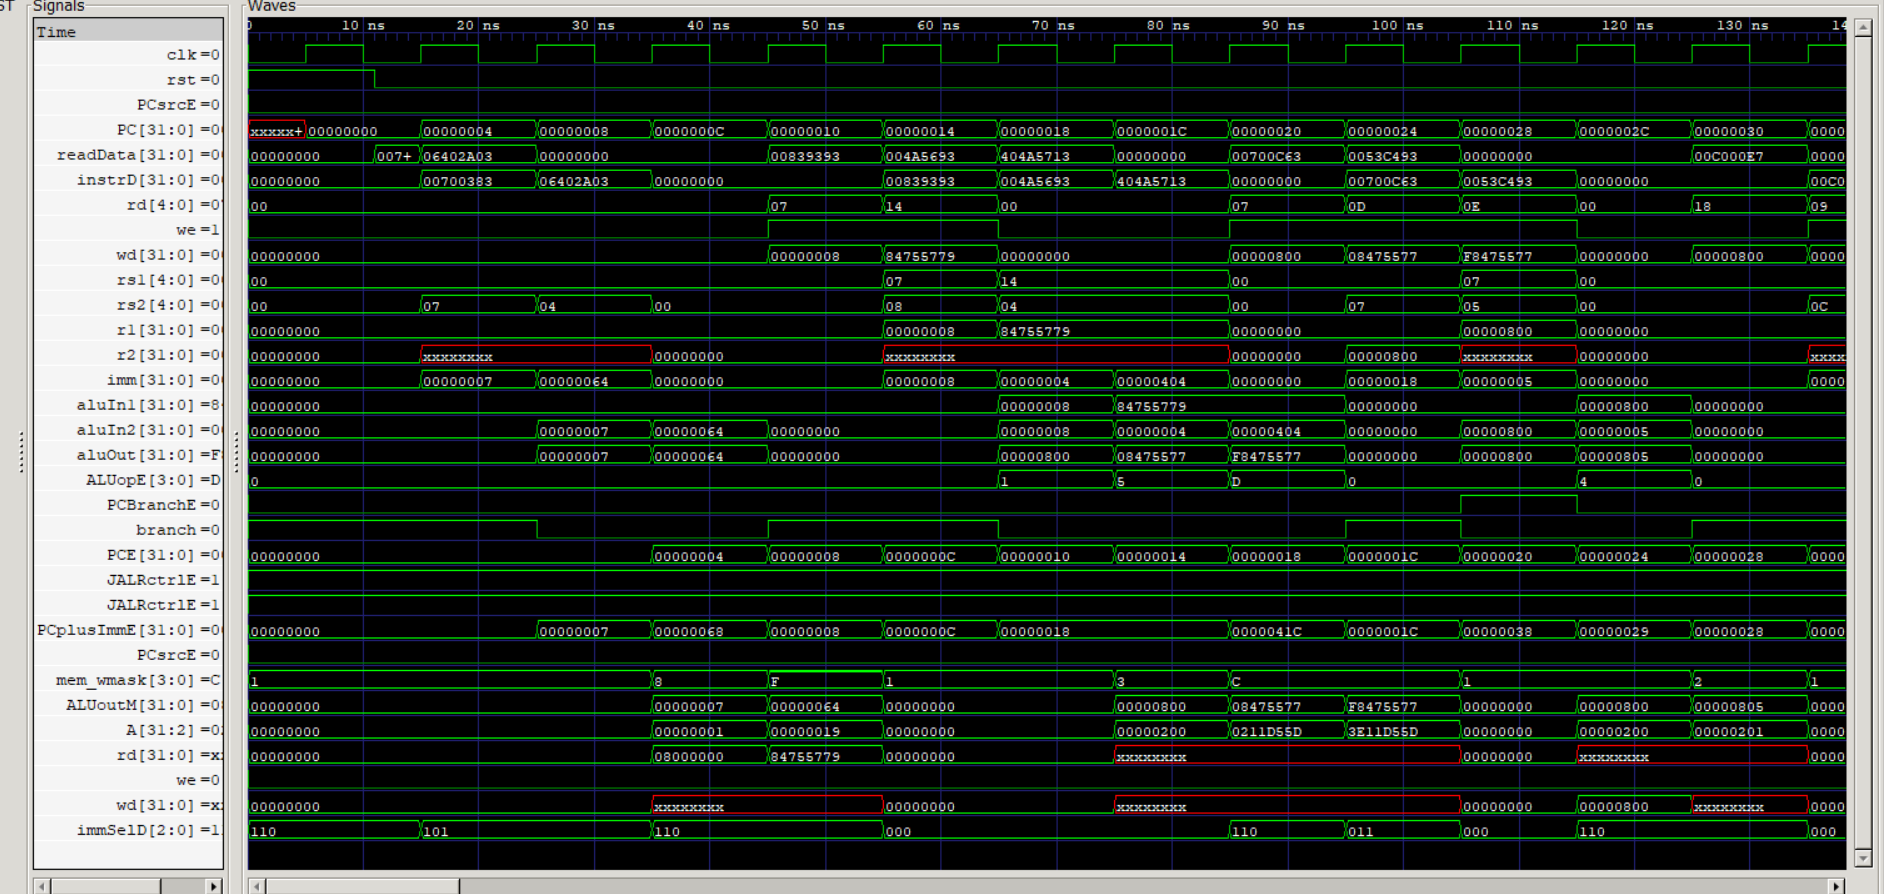 ST Signals Waves
Time 0 10 ns 20 ns 30 ns 40 ns 50 ns 60 ns 70 ns 80 ns 90 ns 100 ns 110 ns 120 ns 130 ns 14
clk=0
rst=0
PCsrcE=0
PC[31:0]=0 xxxxx+ 00000000 00000004 00000008 0000000C 00000010 00000014 00000018 0000001C 00000020 00000024 00000028 0000002C 00000030 0000
readData[31:0]=0 00000000 007+ 06402A03 00000000 00839393 004A5693 404A5713 00000000 00700C63 0053C493 00000000 00C000E7 0000
instrD[31:0]=0 00000000 00700383 06402A03 00000000 00839393 004A5693 404A5713 00000000 00700C63 0053C493 00000000 00C0
rd[4:0]=0 00 07 14 00 07 0D 0E 00 18 09
we=1
wd[31:0]=0 00000000 00000008 84755779 00000000 00000800 08475577 F8475577 00000000 00000800 0000
rs1[4:0]=0 00 07 14 00 07 00
rs2[4:0]=0 00 07 04 00 08 04 00 07 05 00 0C
r1[31:0]=0 00000000 00000008 84755779 00000000 00000800 00000000
r2[31:0]=0 00000000 xxxxxxxx 00000000 xxxxxxxx 00000000 00000800 xxxxxxxx 00000000 xxxx
imm[31:0]=0 00000000 00000007 00000064 00000000 00000008 00000004 00000404 00000000 00000018 00000005 00000000 0000
aluIn1[31:0]=8 00000000 00000008 84755779 00000000 00000800 00000000
aluIn2[31:0]=0 00000000 00000007 00000064 00000000 00000008 00000004 00000404 00000000 00000800 00000005 00000000
aluOut[31:0]=F 00000000 00000007 00000064 00000000 00000800 08475577 F8475577 00000000 00000800 00000805 00000000
ALUopE[3:0]=D 0 1 5 D 0 4 0
PCBranchE=0
branch=0
PCE[31:0]=0 00000000 00000004 00000008 0000000C 00000010 00000014 00000018 0000001C 00000020 00000024 00000028 0000
JALRctrlE=1
JALRctrlE=1
PCplusImmE[31:0]=0 00000000 00000007 00000068 00000008 0000000C 00000018 0000041C 0000001C 00000038 00000029 00000028 0000
PCsrcE=0
mem_wmask[3:0]=C 1 8 F 1 3 C 1 2 1
ALUoutM[31:0]=0 00000000 00000007 00000064 00000000 00000800 08475577 F8475577 00000000 00000800 00000805 0000
A[31:2]=0 00000000 00000001 00000019 00000000 00000200 0211D55D 3E11D55D 00000000 00000200 00000201 0000
rd[31:0]=x 00000000 08000000 84755779 00000000 xxxxxxxx 00000000 xxxxxxxx 0000
we=0
wd[31:0]=x 00000000 xxxxxxxx 00000000 xxxxxxxx 00000000 00000800 xxxxxxxx 0000
immSelD[2:0]=1 110 101 110 000 110 011 000 110 000